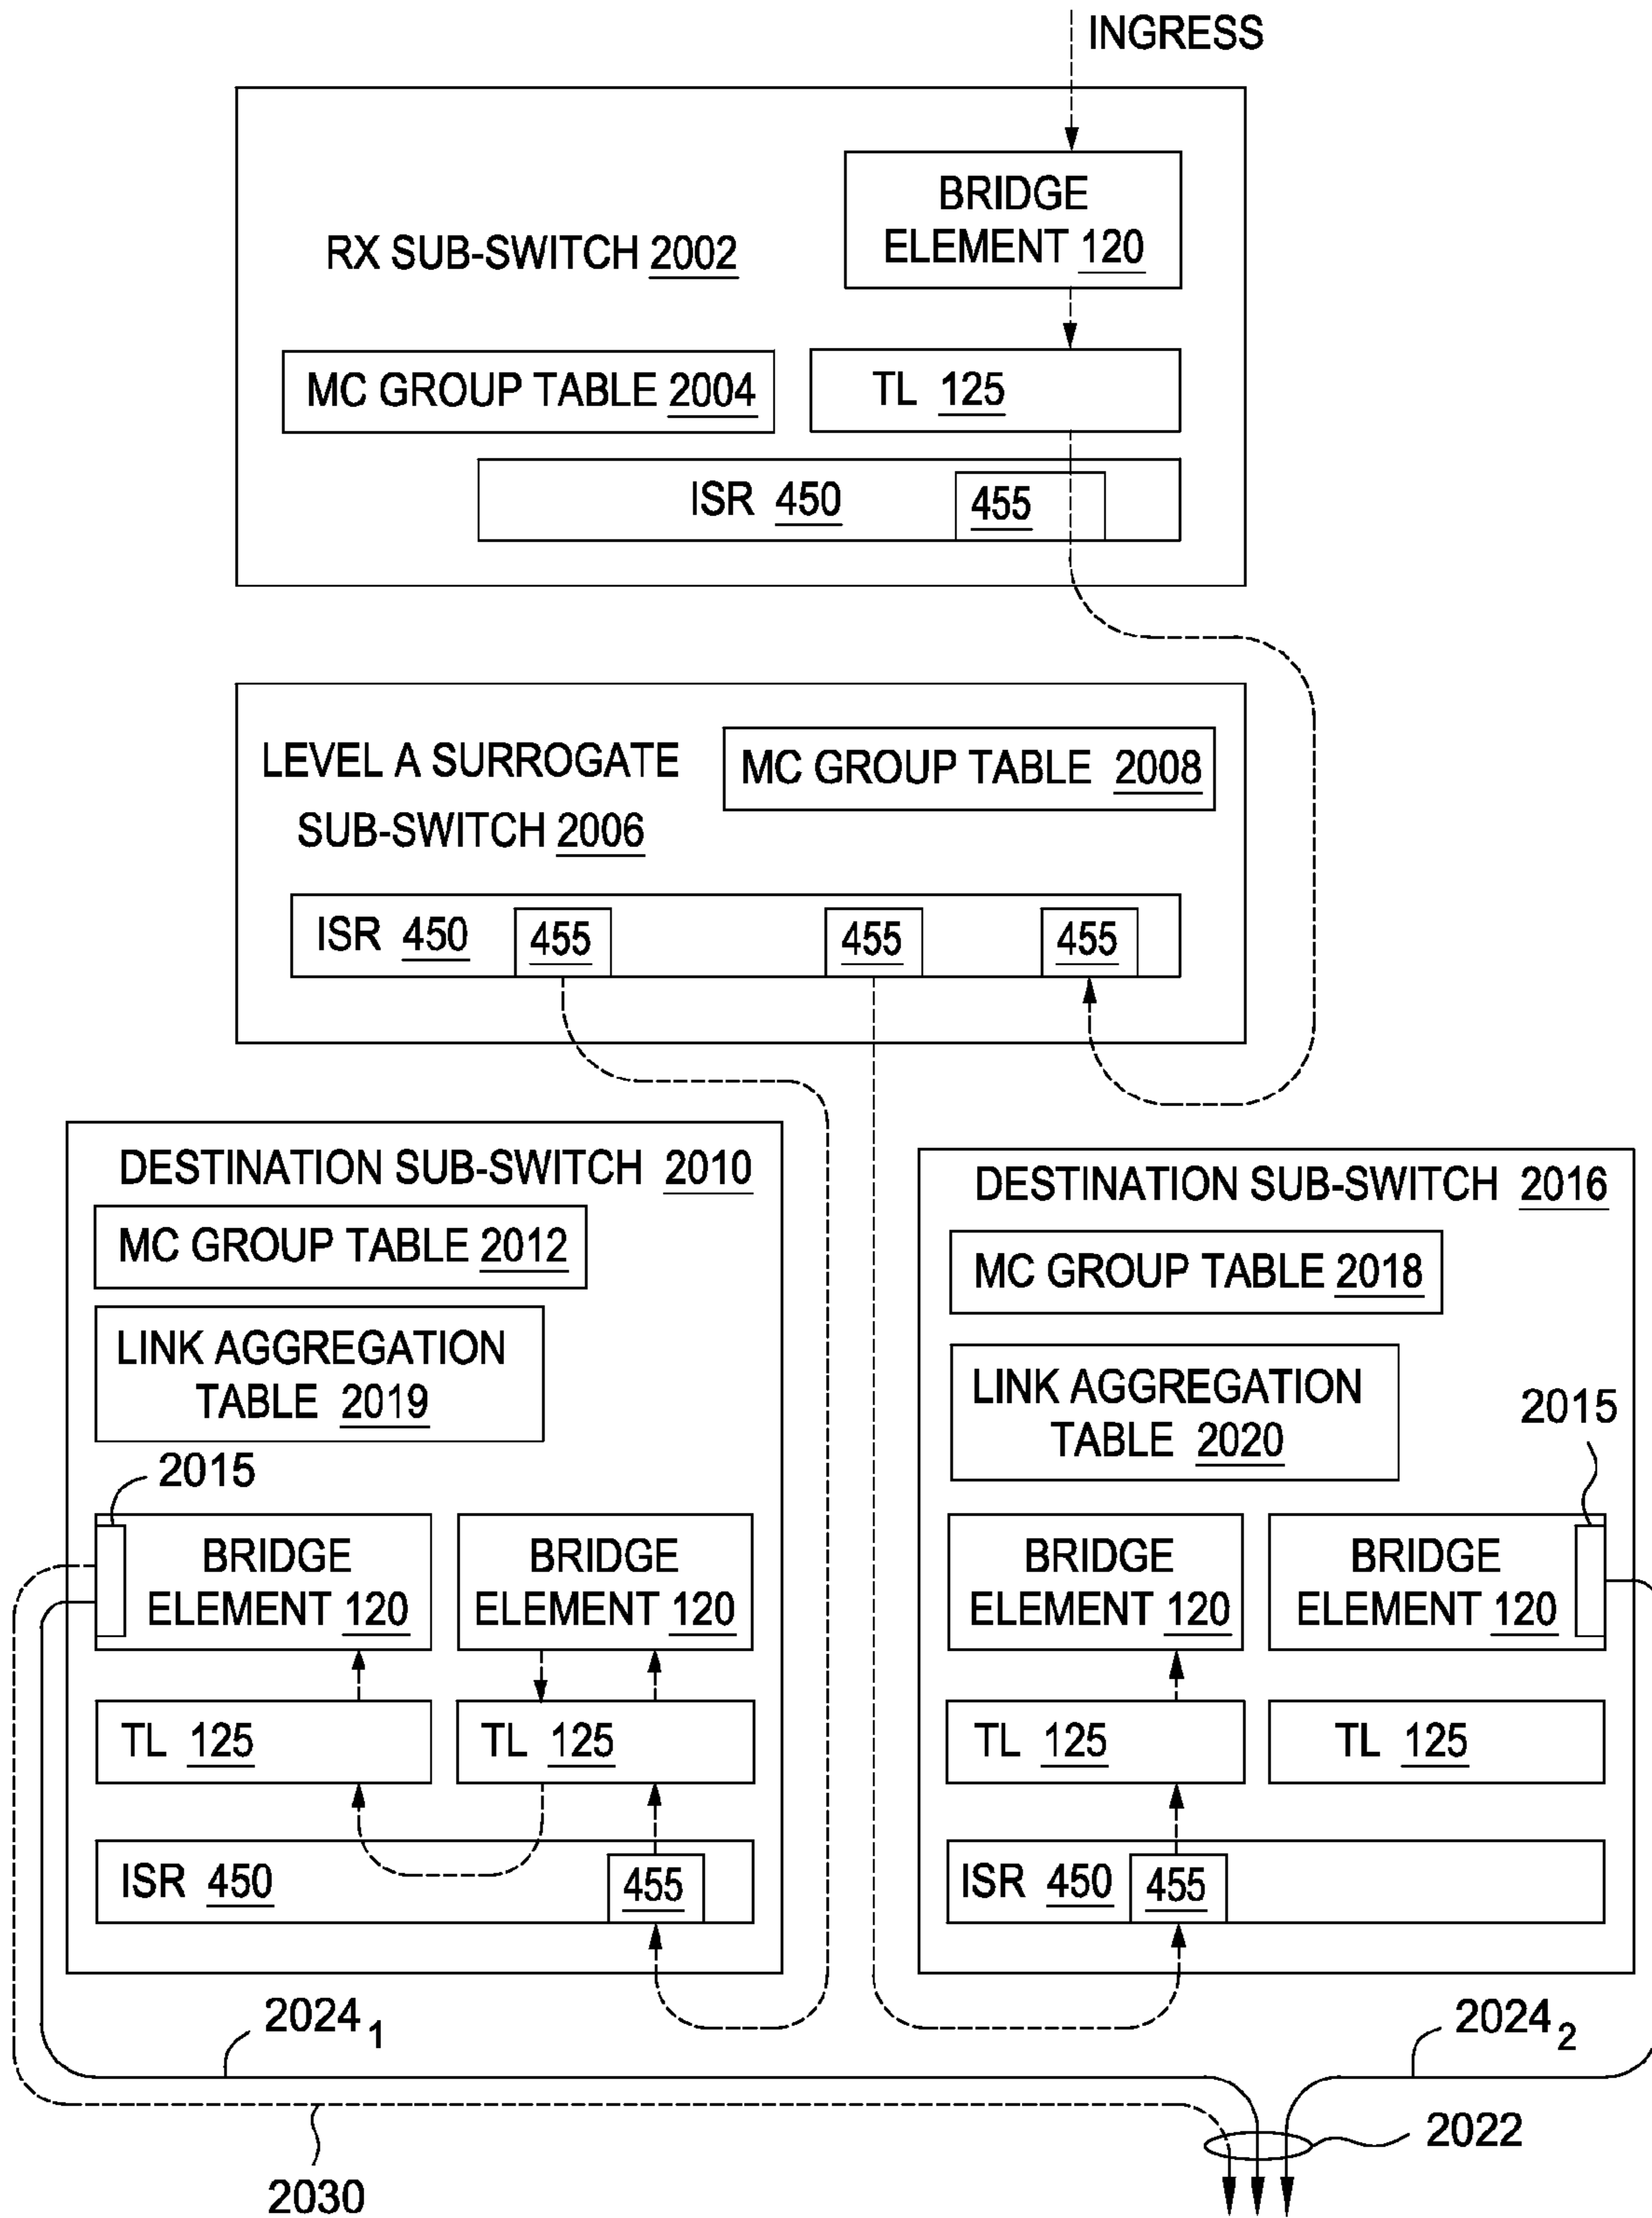 INGRESS
BRIDGE
ELEMENT 120
RX SUB-SWITCH 2002
MC GROUP TABLE 2004
TL 125
ISR 450
455
LEVEL A SURROGATE
SUB-SWITCH 2006
MC GROUP TABLE 2008
ISR 450
455
455
455
DESTINATION SUB-SWITCH 2010
MC GROUP TABLE 2012
LINK AGGREGATION
TABLE 2019
2015
BRIDGE
ELEMENT 120
BRIDGE
ELEMENT 120
TL 125
TL 125
ISR 450
455
DESTINATION SUB-SWITCH 2016
MC GROUP TABLE 2018
LINK AGGREGATION
TABLE 2020
2015
BRIDGE
ELEMENT 120
BRIDGE
ELEMENT 120
TL 125
TL 125
ISR 450
455
2024 1
2024 2
2022
2030